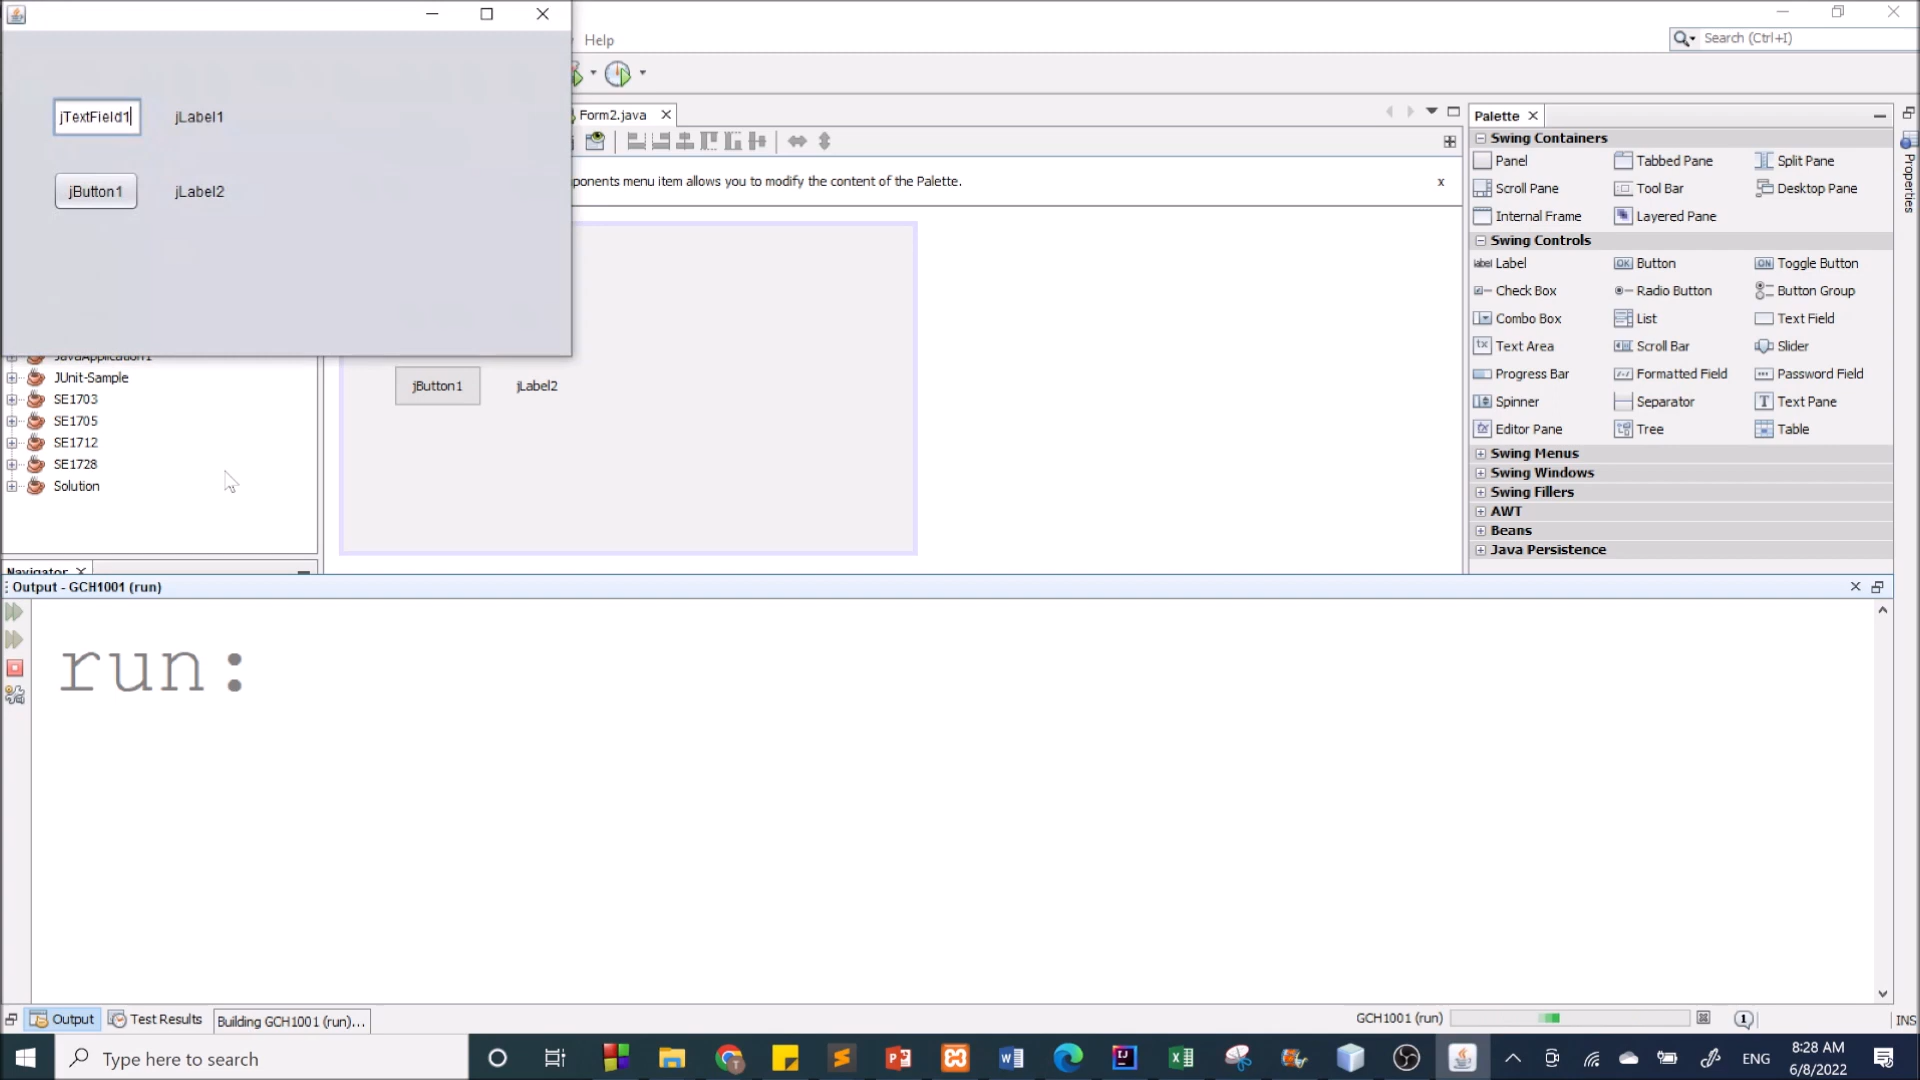 Help
Search (Ctrl+I)
jTextField1
jLabel1
jButton1
jLabel2
Form2.java
ponents menu item allows you to modify the content of the Palette.
x
jButton1
jLabel2
JavaApplication1
JUnit-Sample
SE1703
SE1705
SE1712
SE1728
Solution
Navigator
Palette
Swing Containers
Panel
Tabbed Pane
Split Pane
Scroll Pane
Tool Bar
Desktop Pane
Internal Frame
Layered Pane
Swing Controls
label Label
OK Button
ON Toggle Button
Check Box
Radio Button
Button Group
Combo Box
List
Text Field
Text Area
Scroll Bar
Slider
Progress Bar
Formatted Field
Password Field
Spinner
Separator
Text Pane
Editor Pane
Tree
Table
Swing Menus
Swing Windows
Swing Fillers
AWT
Beans
Java Persistence
Properties
Output - GCH1001 (run)
run:
Output
Test Results
Building GCH1001 (run)...
GCH1001 (run)
1
INS
Type here to search
ENG
8:28 AM
6/8/2022